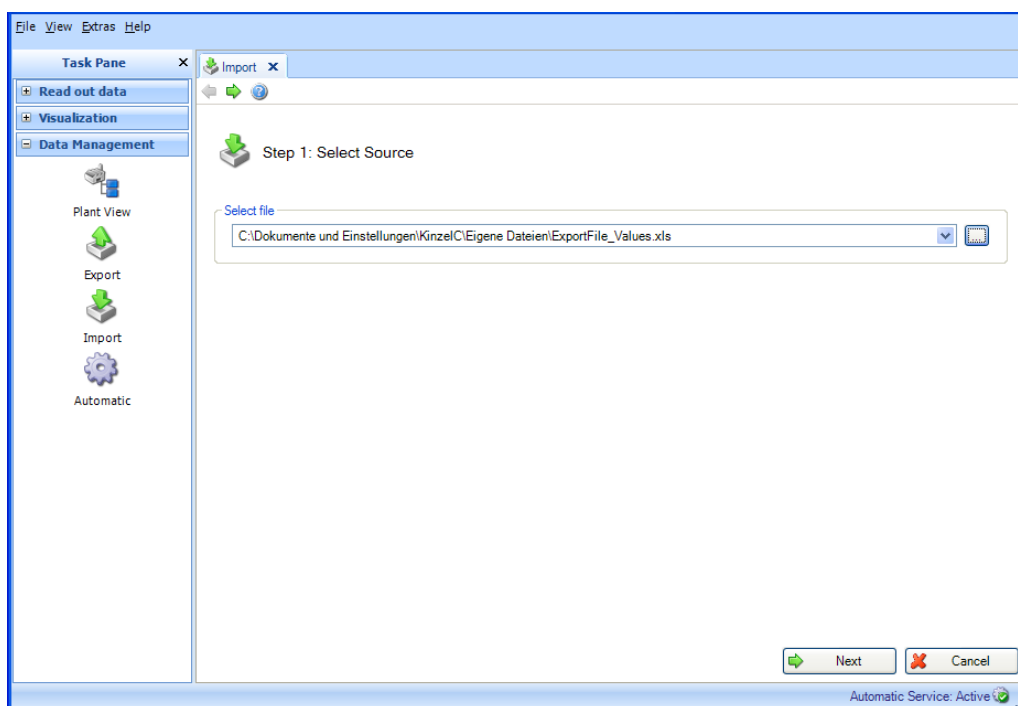 File View Extras Help
Task Pane
Import
Read out data
Visualization
Data Management
Step 1: Select Source
Plant View
Select file
C:\Dokumente und Einstellungen\KinzelC\Eigene Dateien\ExportFile_Values.xls
...
Export
Import
Automatic
Next
Cancel
Automatic Service: Active